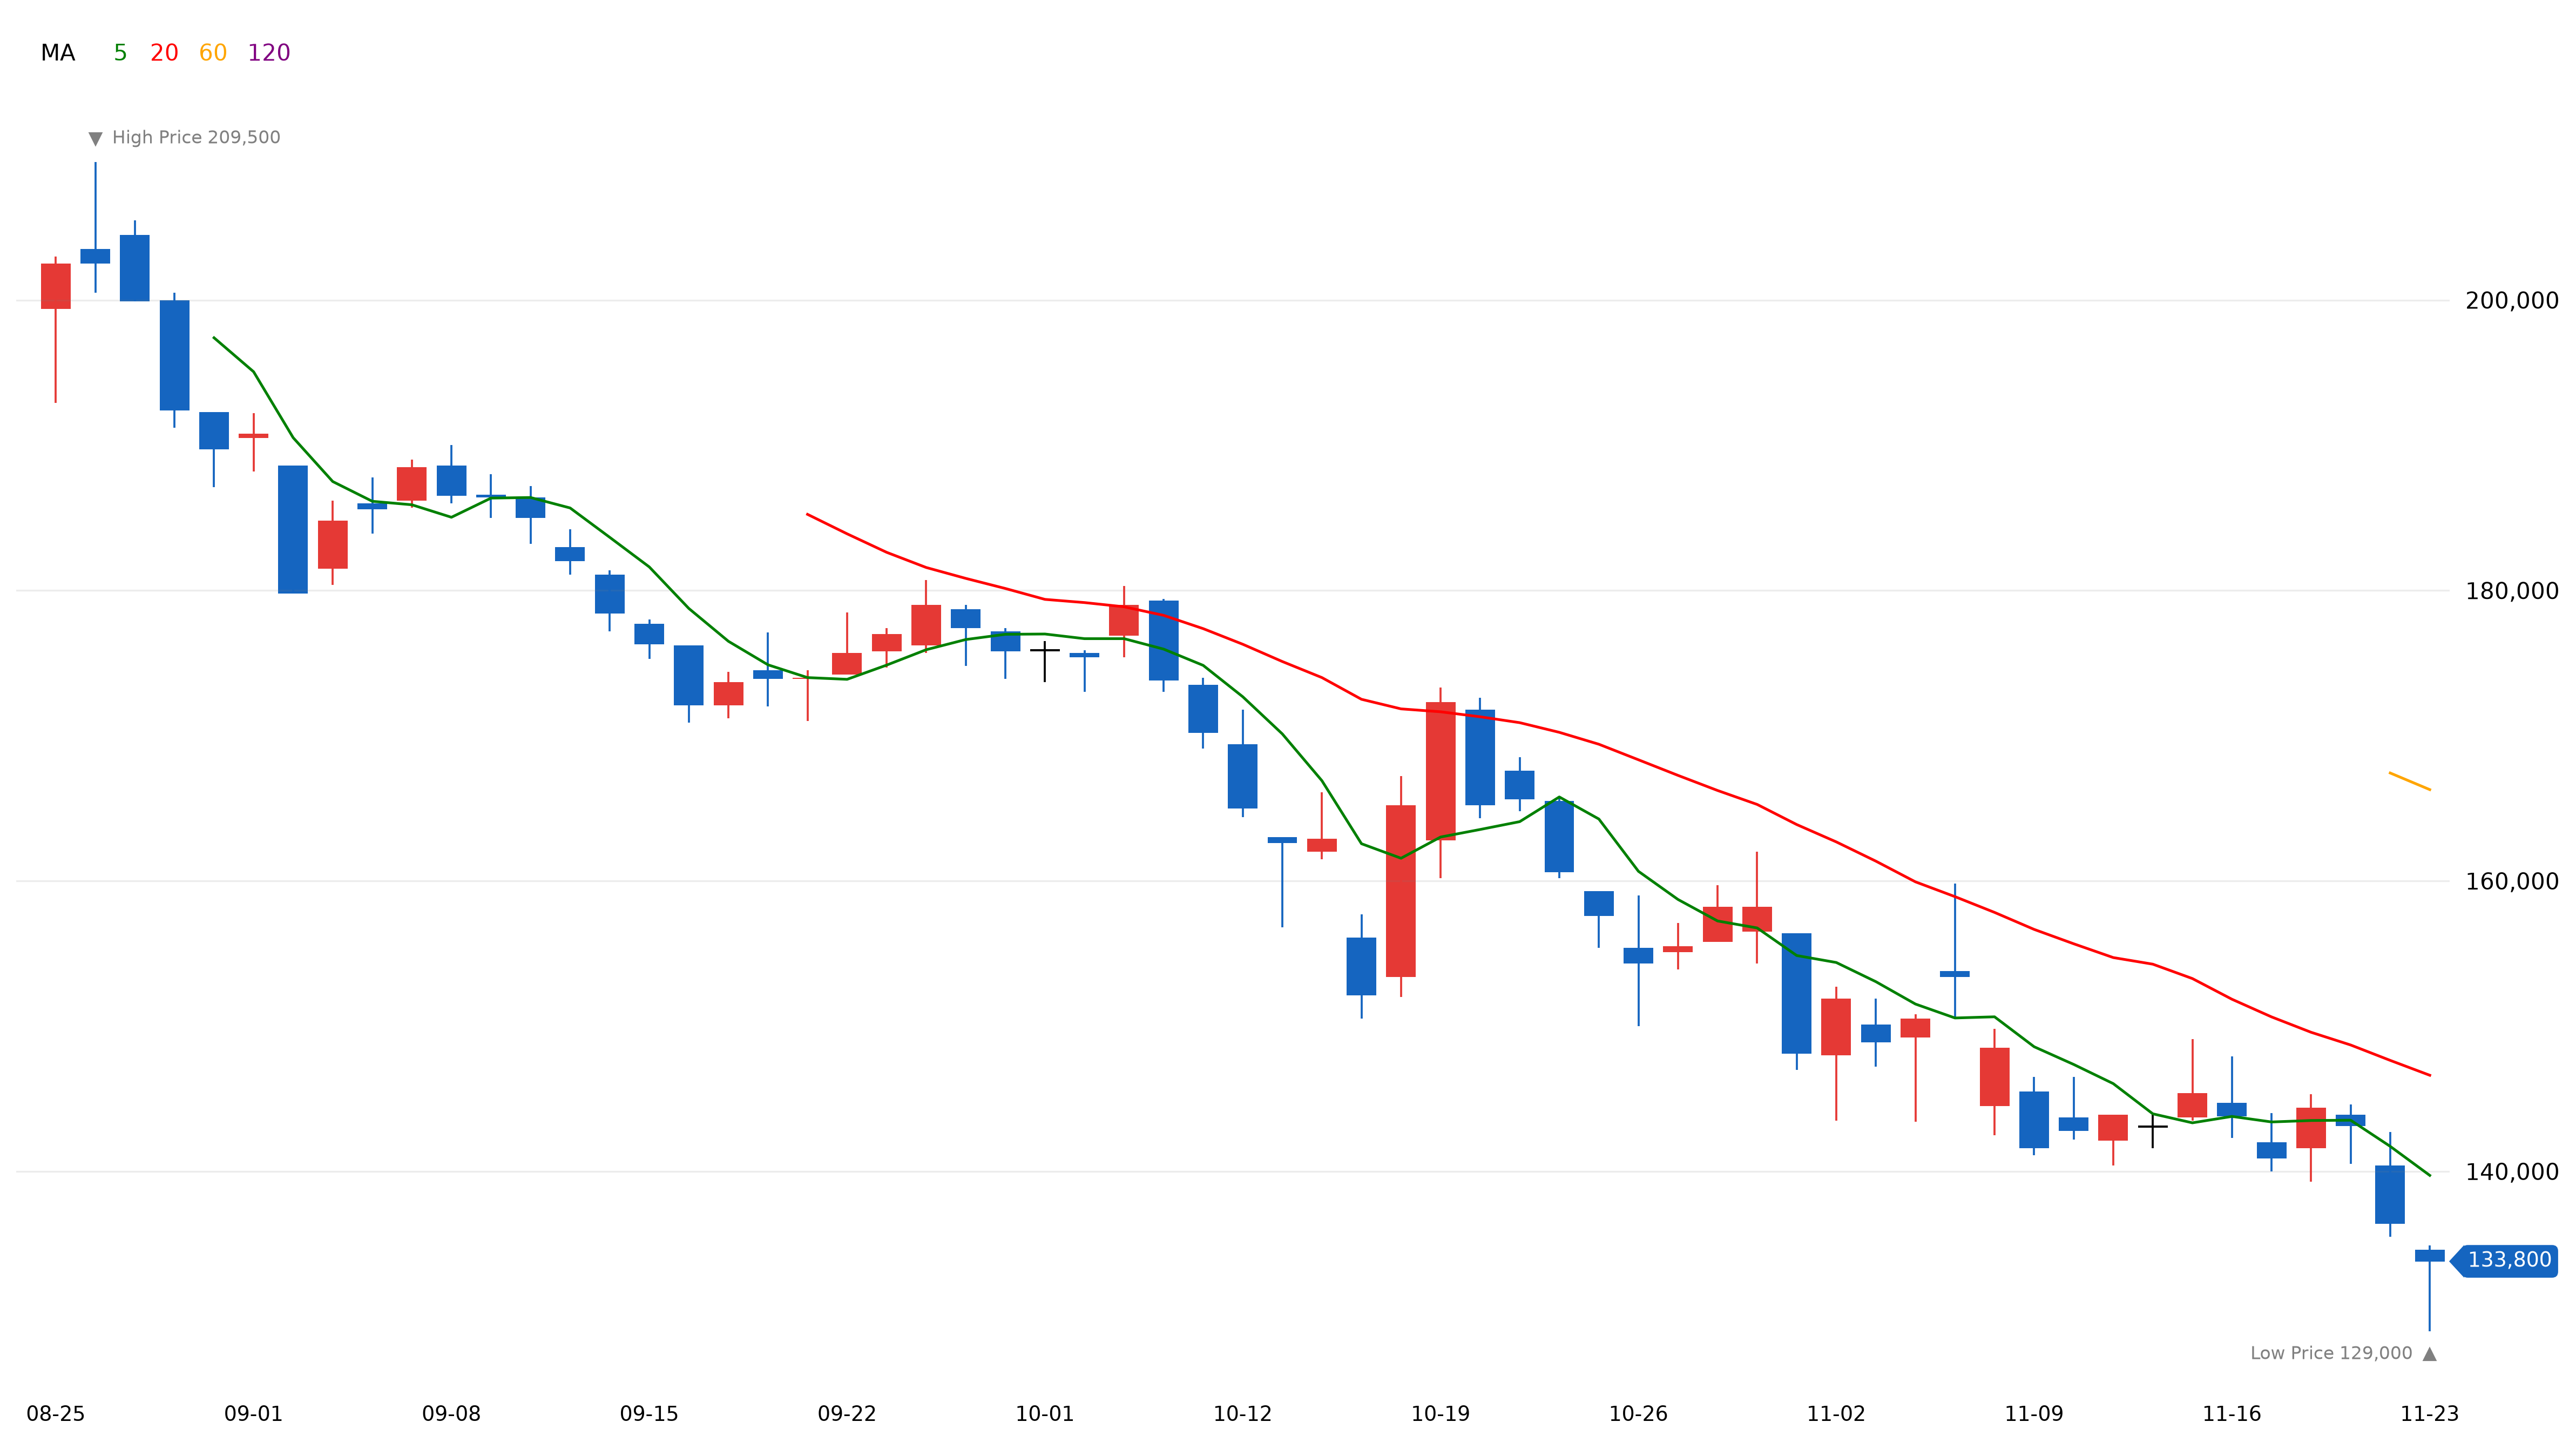 MA 5 20 60 120
▼ High Price 209,500
200,000
180,000
160,000
140,000
133,800
Low Price 129,000 ▲
08-25 09-01 09-08 09-15 09-22 10-01 10-12 10-19 10-26 11-02 11-09 11-16 11-23